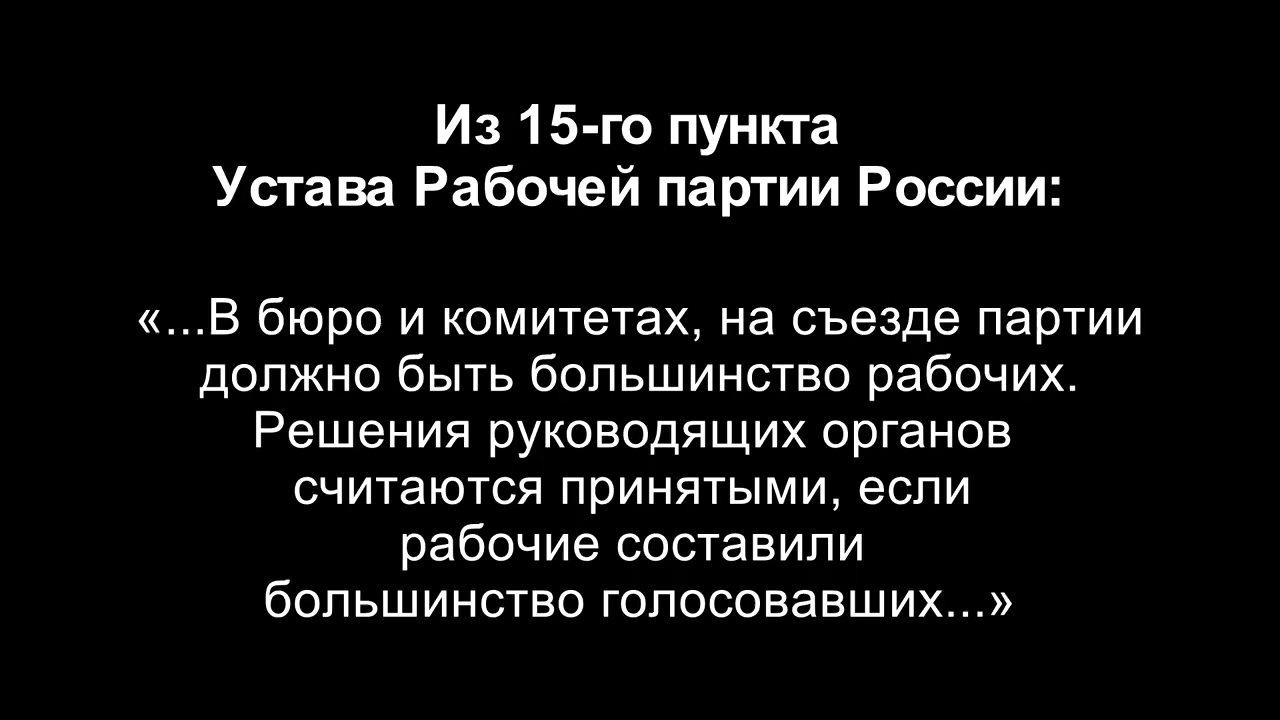 Из 15-го пункта
Устава Рабочей партии России:
«...В бюро и комитетах, на съезде партии
должно быть большинство рабочих.
Решения руководящих органов
считаются принятыми, если
рабочие составили
большинство голосовавших...»